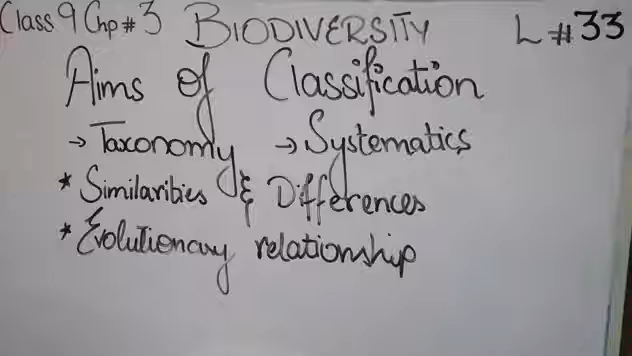 Class 9 Chp # 3 BIODIVERSITY L # 33
Aims of Classification
→ Taxonomy → Systematics
* Similarities & Differences
* Evolutionary relationship